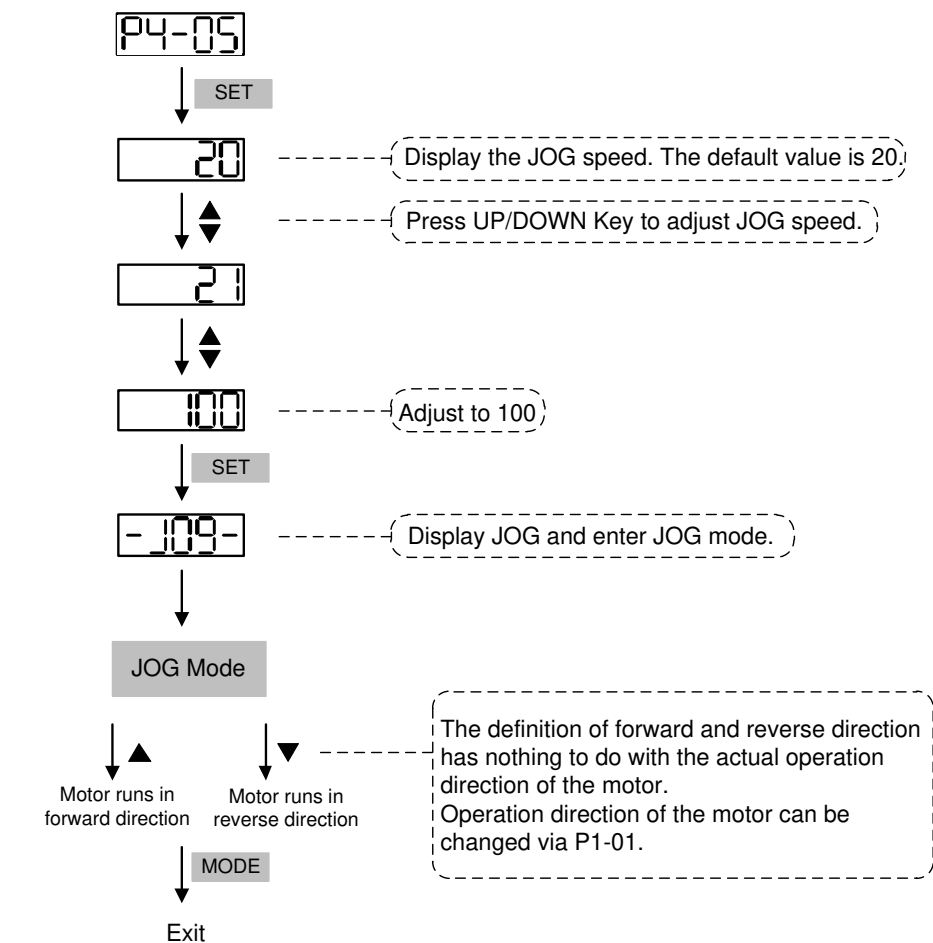 P4-05
SET
20
Display the JOG speed. The default value is 20.
Press UP/DOWN Key to adjust JOG speed.
21
100
Adjust to 100
SET
-JOG-
Display JOG and enter JOG mode.
JOG Mode
The definition of forward and reverse direction
has nothing to do with the actual operation
direction of the motor.
Operation direction of the motor can be
changed via P1-01.
Motor runs in
forward direction
Motor runs in
reverse direction
MODE
Exit